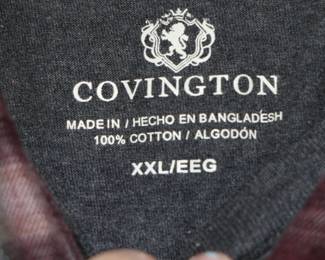 COVINGTON
MADE IN / HECHO EN BANGLADESH
100% COTTON / ALGODÓN
XXL/EEG